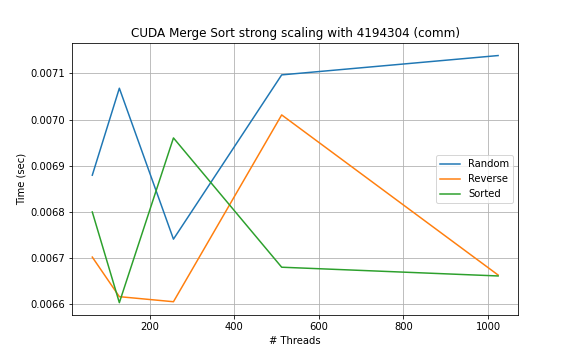 CUDA Merge Sort strong scaling with 4194304 (comm)
Time (sec)
0.0071
0.0070
0.0069
0.0068
0.0067
0.0066
Random
Reverse
Sorted
200
400
600
800
1000
# Threads